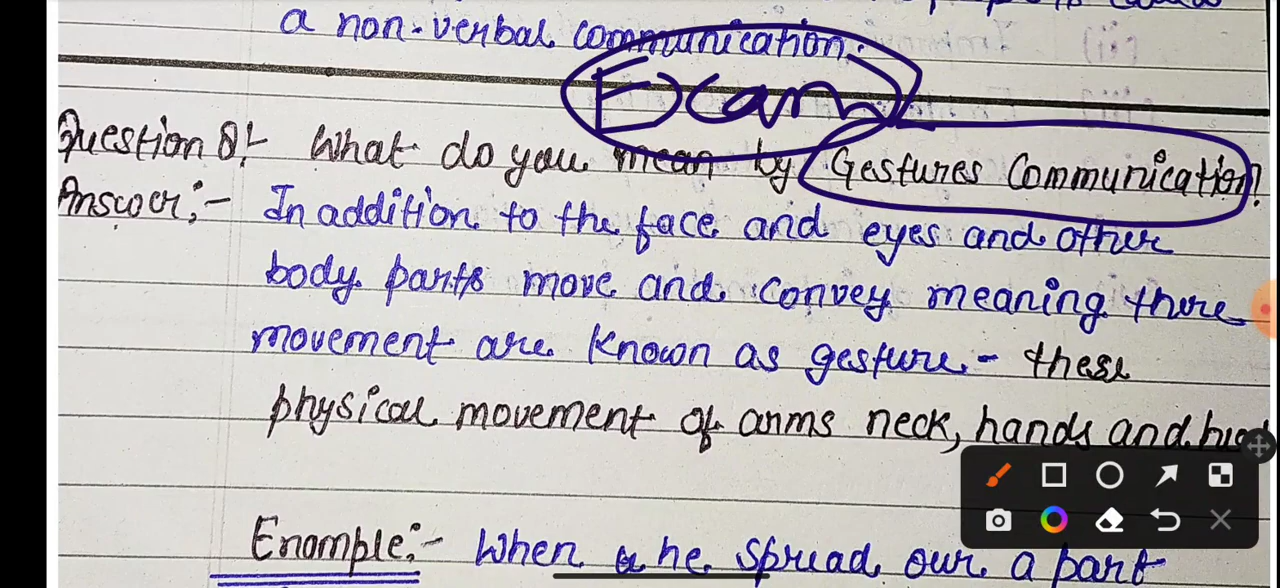 a non-verbal communication.
Exam
Question 8:- What do you mean by Gestures Communication?
Answer:- In addition to the face and eyes and other
body parts move and convey meaning there
movement are known as gesture - these
physical movement of arms neck, hands and
Enample:- When he spread our a part